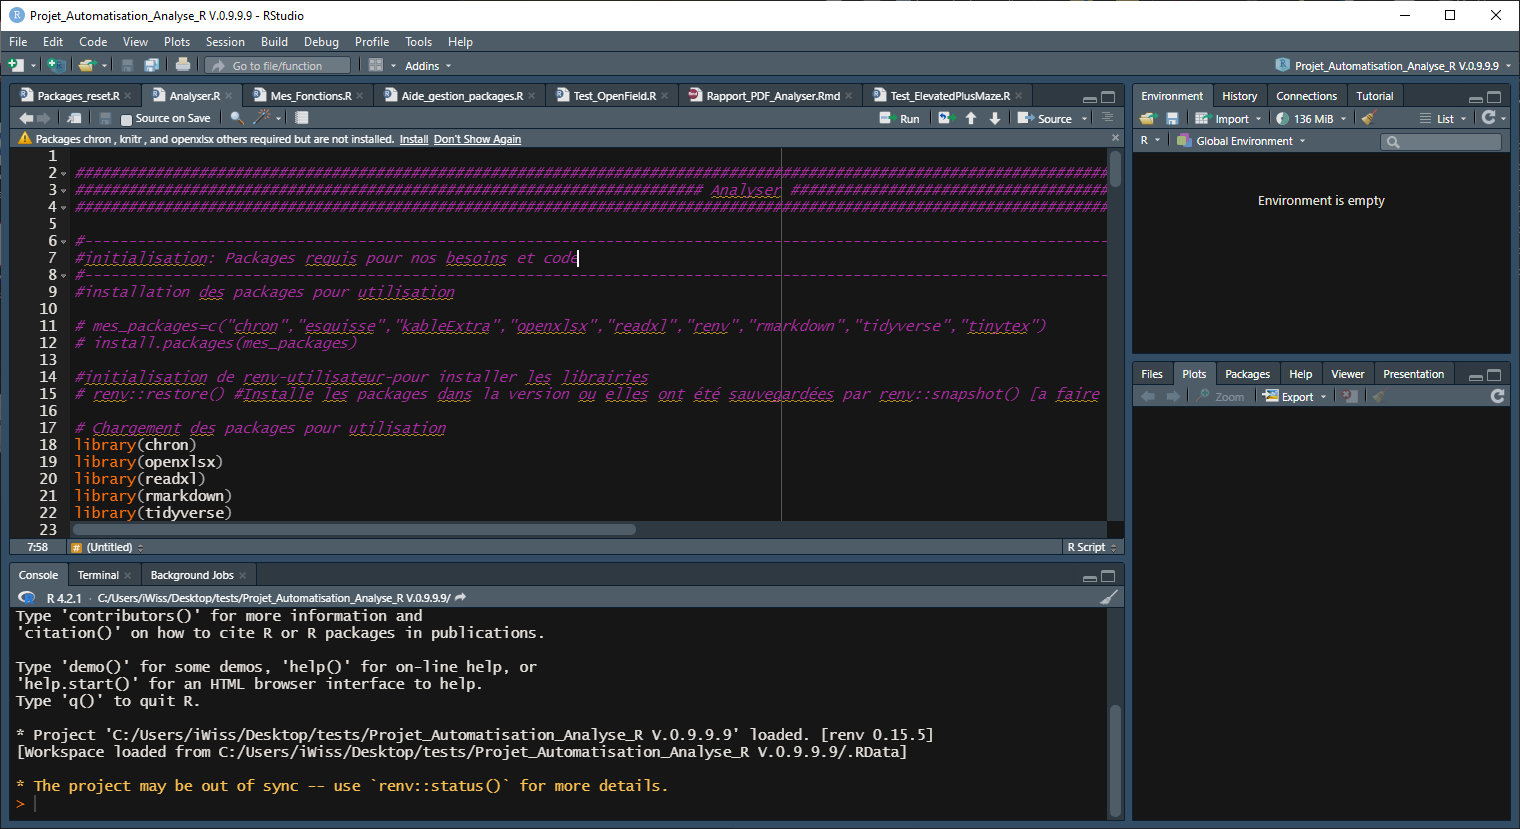 Projet_Automatisation_Analyse_R V.0.9.9.9 - RStudio
File Edit Code View Plots Session Build Debug Profile Tools Help
Go to file/function Addins Projet_Automatisation_Analyse_R V.0.9.9.9
Packages_reset.R Analyser.R Mes_Fonctions.R Aide_gestion_packages.R Test_OpenField.R Rapport_PDF_Analyser.Rmd Test_ElevatedPlusMaze.R
Source on Save Run Source
Packages chron , knitr , and openxlsx others required but are not installed. Install Don't Show Again
1
2 ########################################################################################################################
3 ####################################################################### Analyser ####################################
4 ########################################################################################################################
5
6 #---------------------------------------------------------------------------------------------------------------------
7 #initialisation: Packages requis pour nos besoins et code
8 #---------------------------------------------------------------------------------------------------------------------
9 #installation des packages pour utilisation
10
11 # mes_packages=c("chron","esquisse","kableExtra","openxlsx","readxl","renv","rmarkdown","tidyverse","tinytex")
12 # install.packages(mes_packages)
13
14 #initialisation de renv-utilisateur-pour installer les librairies
15 # renv::restore() #Installe les packages dans la version ou elles ont été sauvegardées par renv::snapshot() [a faire
16
17 # Chargement des packages pour utilisation
18 library(chron)
19 library(openxlsx)
20 library(readxl)
21 library(rmarkdown)
22 library(tidyverse)
23
7:58 # (Untitled) R Script
Console Terminal Background Jobs
R 4.2.1 · C:/Users/iWiss/Desktop/tests/Projet_Automatisation_Analyse_R V.0.9.9.9/
Type 'contributors()' for more information and
'citation()' on how to cite R or R packages in publications.
Type 'demo()' for some demos, 'help()' for on-line help, or
'help.start()' for an HTML browser interface to help.
Type 'q()' to quit R.
* Project 'C:/Users/iWiss/Desktop/tests/Projet_Automatisation_Analyse_R V.0.9.9.9' loaded. [renv 0.15.5]
[Workspace loaded from C:/Users/iWiss/Desktop/tests/Projet_Automatisation_Analyse_R V.0.9.9.9/.RData]
* The project may be out of sync -- use `renv::status()` for more details.
>
Environment History Connections Tutorial
Import 136 MiB List
R Global Environment
Environment is empty
Files Plots Packages Help Viewer Presentation
Zoom Export